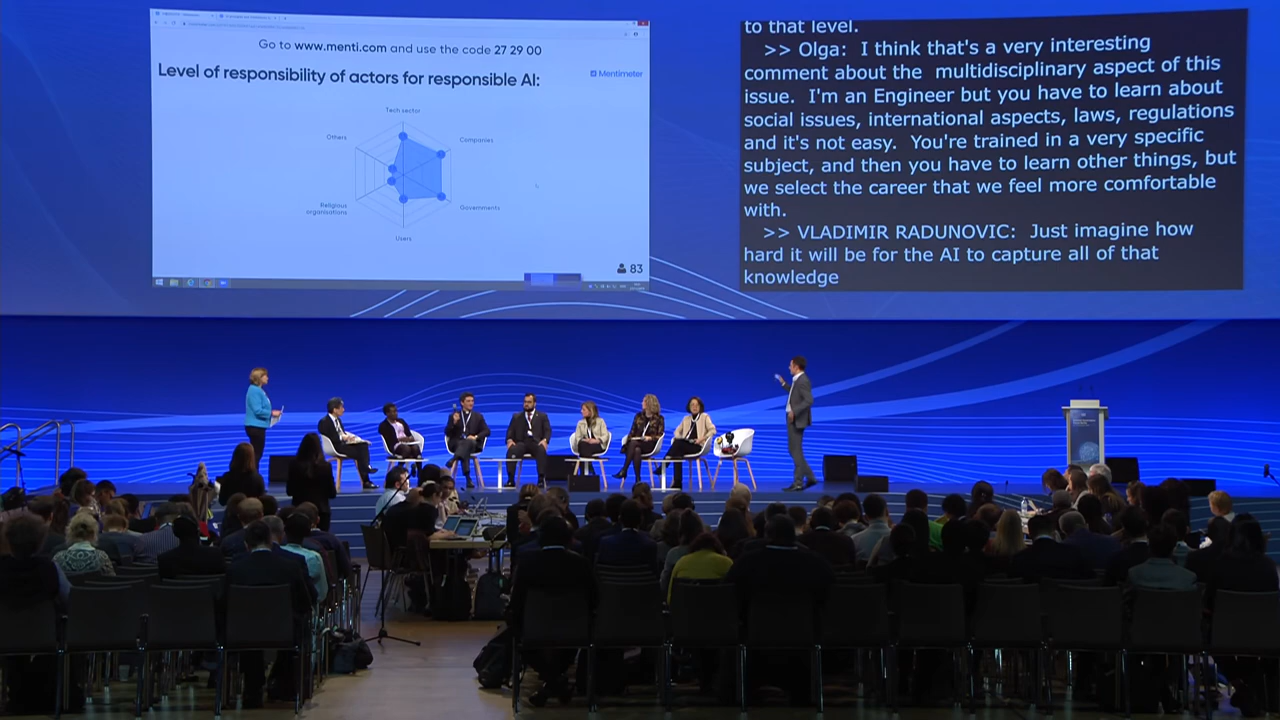 Go to www.menti.com and use the code 27 29 00
Level of responsibility of actors for responsible AI:
Mentimeter
Tech sector
Others
Companies
Religious
organisations
Governments
Users
83
to that level.
>> Olga: I think that's a very interesting
comment about the multidisciplinary aspect of this
issue. I'm an Engineer but you have to learn about
social issues, international aspects, laws, regulations
and it's not easy. You're trained in a very specific
subject, and then you have to learn other things, but
we select the career that we feel more comfortable
with.
>> VLADIMIR RADUNOVIC: Just imagine how
hard it will be for the AI to capture all of that
knowledge